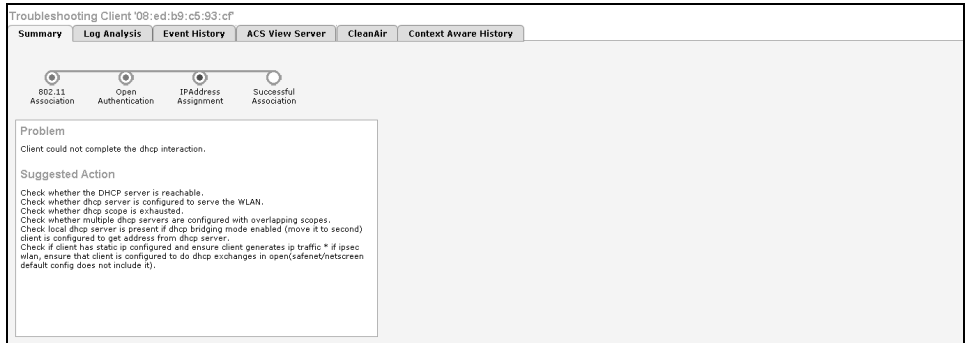 Troubleshooting Client '08:ed:b9:c5:93:cf'
Summary Log Analysis Event History ACS View Server CleanAir Context Aware History
802.11 Association
Open Authentication
IPAddress Assignment
Successful Association
Problem
Client could not complete the dhcp interaction.
Suggested Action
Check whether the DHCP server is reachable.
Check whether dhcp server is configured to serve the WLAN.
Check whether dhcp scope is exhausted.
Check whether multiple dhcp servers are configured with overlapping scopes.
Check local dhcp server is present if dhcp bridging mode enabled (move it to second)
client is configured to get address from dhcp server.
Check if client has static ip configured and ensure client generates ip traffic * if ipsec
wlan, ensure that client is configured to do dhcp exchanges in open(safenet/netscreen
default config does not include it).